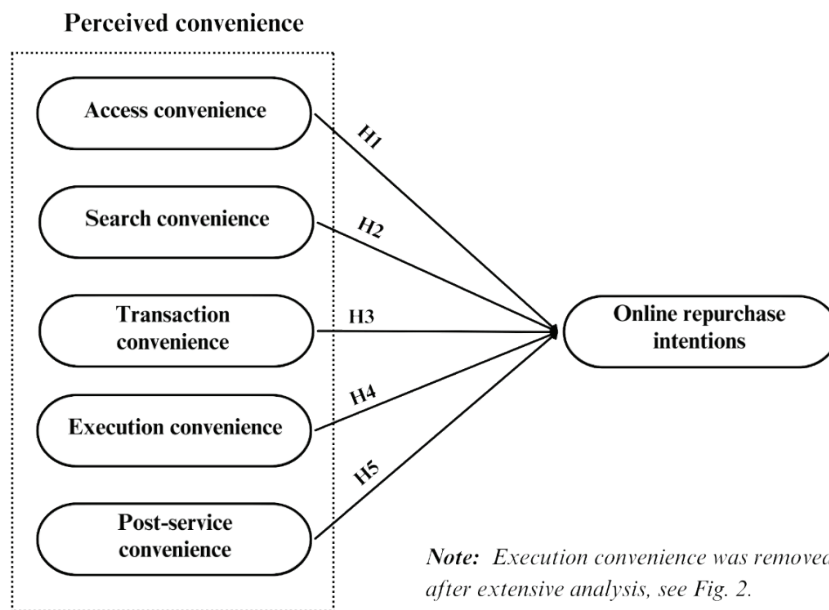 Perceived convenience
Access convenience
H1
Search convenience
H2
Transaction
convenience
H3
Online repurchase
intentions
Execution convenience
H4
Post-service
convenience
H5
Note: Execution convenience was removed
after extensive analysis, see Fig. 2.